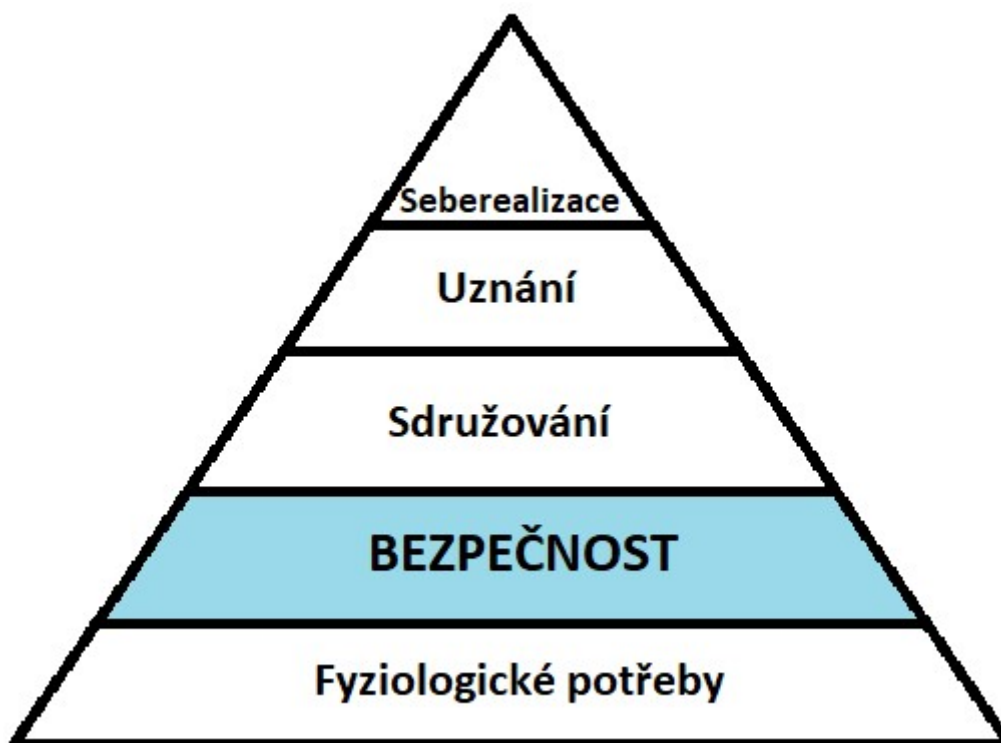 Seberealizace
Uznání
Sdružování
BEZPEČNOST
Fyziologické potřeby